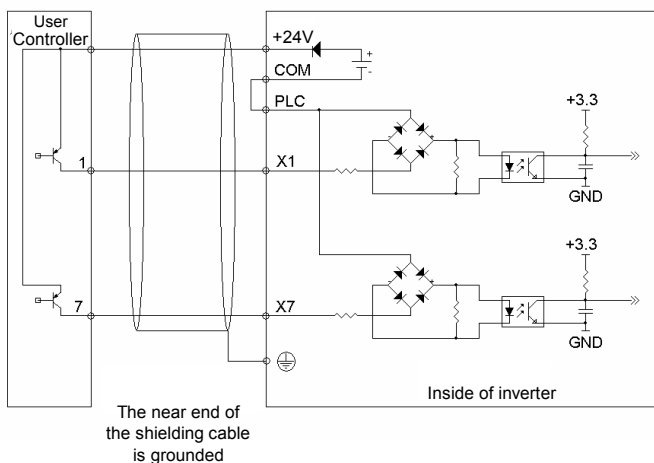 User
Controller
+24V
+
-
COM
PLC
+3.3
1
X1
-
+
GND
+3.3
7
X7
-
+
GND
Inside of inverter
The near end of
the shielding cable
is grounded